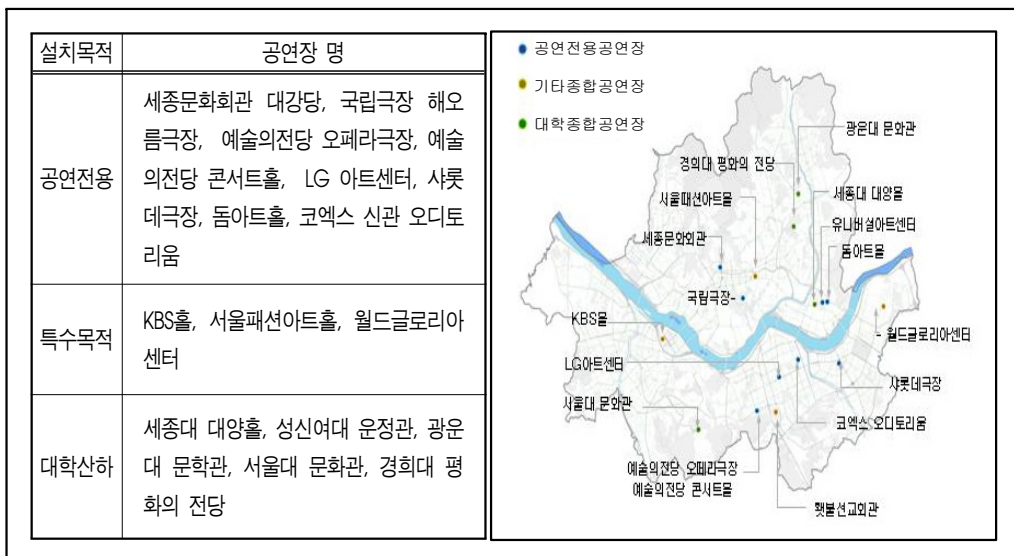 설치목적
공연장 명
공연전용
세종문화회관 대강당, 국립극장 해오
름극장, 예술의전당 오페라극장, 예술
의전당 콘서트홀, LG 아트센터, 샤롯
데극장, 돔아트홀, 코엑스 신관 오디토
리움
특수목적
KBS홀, 서울패션아트홀, 월드글로리아
센터
대학산하
세종대 대양홀, 성신여대 운정관, 광운
대 문학관, 서울대 문화관, 경희대 평
화의 전당
공연전용공연장
기타종합공연장
대학종합공연장
광운대 문화관
경희대 평화의 전당
세종대 대양홀
서울패션아트홀
유니버설아트센터
세종문화회관
돔아트홀
국립극장-
KBS홀
- 월드글로리아센터
LG아트센터
샤롯데극장
서울대 문화관
코엑스 오디토리움
예술의전당 오페라극장
예술의전당 콘서트홀
횃불선교회관